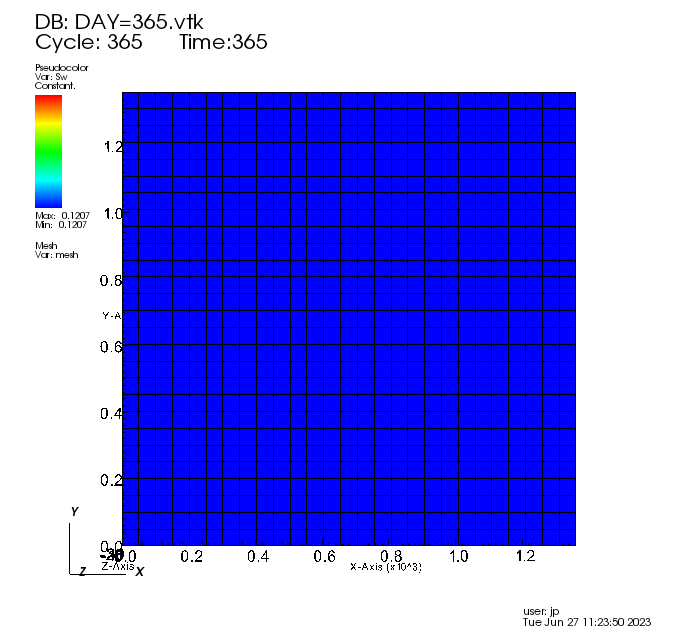 DB: DAY=365.vtk
Cycle: 365 Time:365
Pseudocolor
Var: Sw
Constant.
Max: 0.1207
Min: 0.1207
Mesh
Var: mesh
1.2
1.0
0.8
Y-A
0.6
0.4
0.2
0.0
0.0 0.2 0.4 0.6 0.8 1.0 1.2
Z-Axis
X-Axis (x10^3)
Y
Z X
user: jp
Tue Jun 27 11:23:50 2023